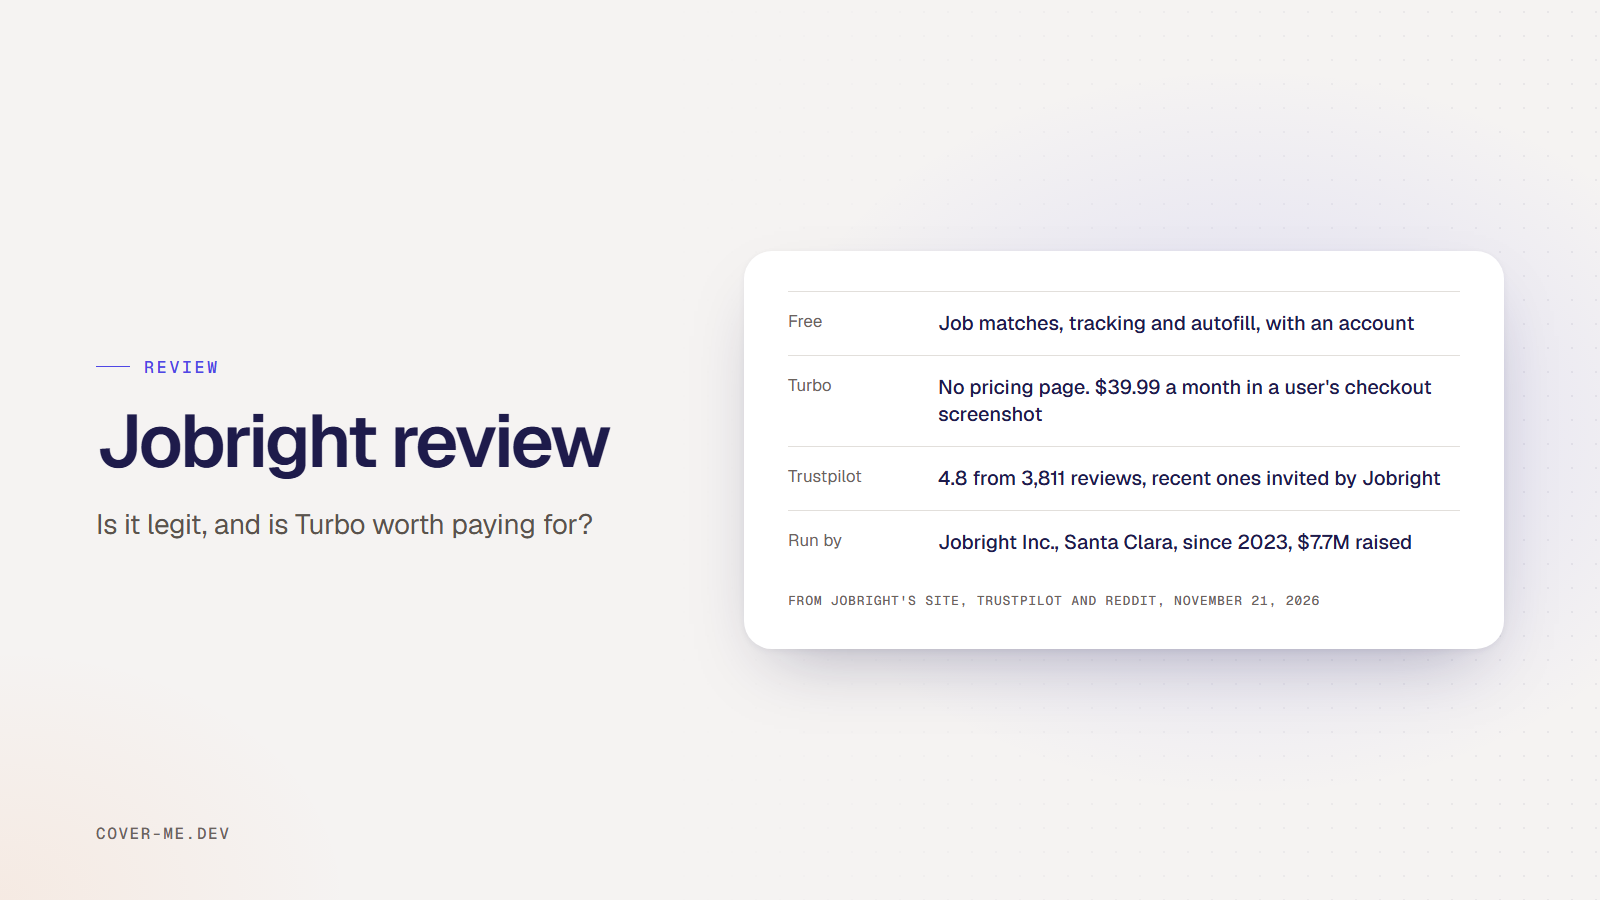 REVIEW
Jobright review
Is it legit, and is Turbo worth paying for?
Free
Job matches, tracking and autofill, with an account
Turbo
No pricing page. $39.99 a month in a user's checkout
screenshot
Trustpilot
4.8 from 3,811 reviews, recent ones invited by Jobright
Run by
Jobright Inc., Santa Clara, since 2023, $7.7M raised
FROM JOBRIGHT'S SITE, TRUSTPILOT AND REDDIT, NOVEMBER 21, 2026
COVER-ME.DEV